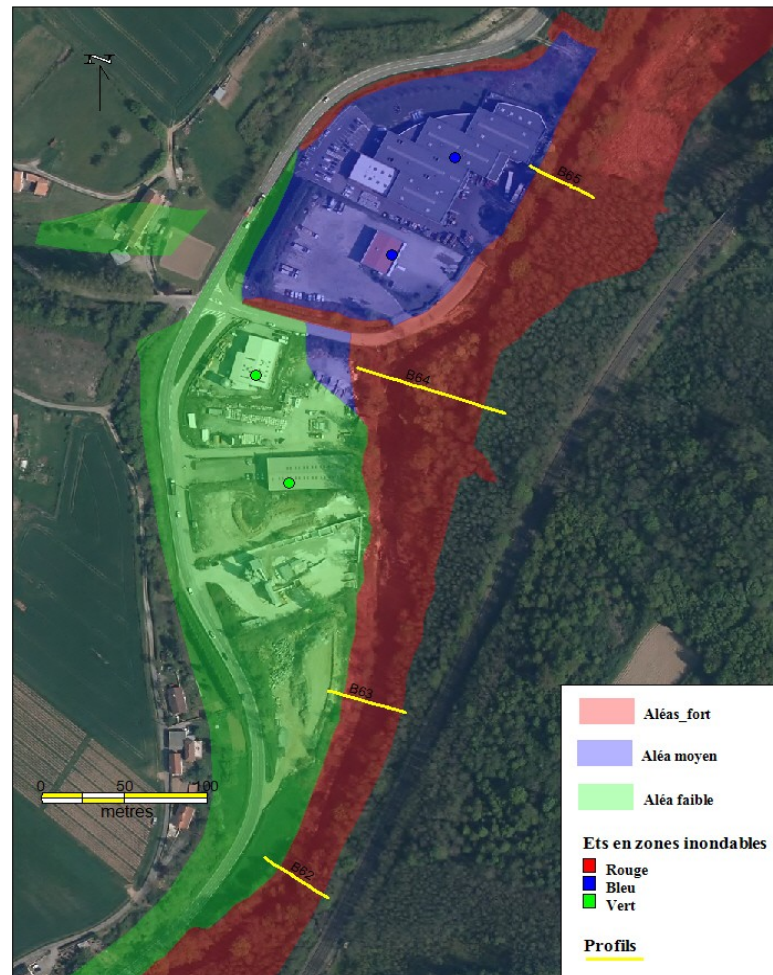 B65
B64
B63
B62
0 50 100
metres
Aléas_fort
Aléa moyen
Aléa faible
Ets en zones inondables
Rouge
Bleu
Vert
Profils